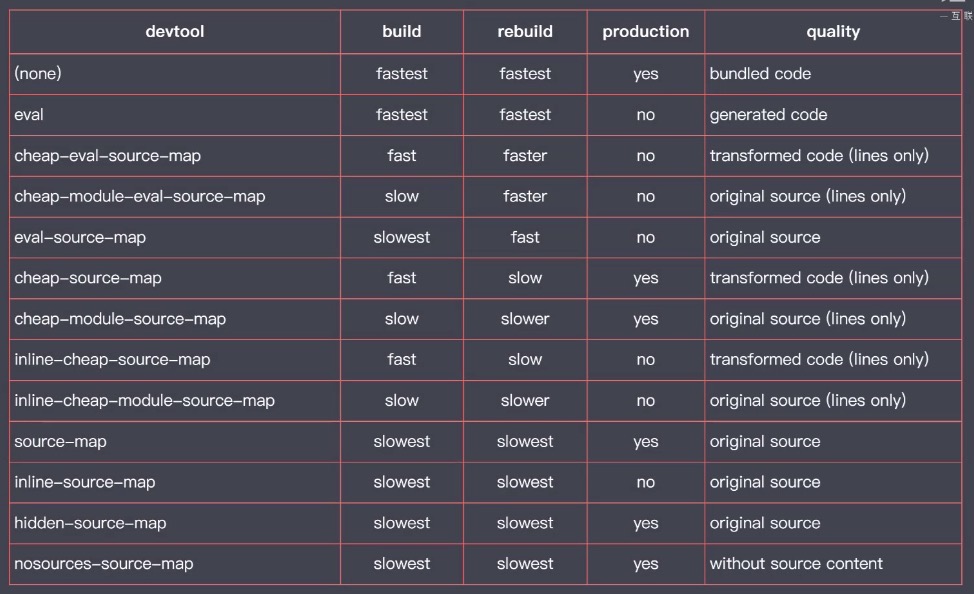 一 互联
devtool build rebuild production quality
(none) fastest fastest yes bundled code
eval fastest fastest no generated code
cheap-eval-source-map fast faster no transformed code (lines only)
cheap-module-eval-source-map slow faster no original source (lines only)
eval-source-map slowest fast no original source
cheap-source-map fast slow yes transformed code (lines only)
cheap-module-source-map slow slower yes original source (lines only)
inline-cheap-source-map fast slow no transformed code (lines only)
inline-cheap-module-source-map slow slower no original source (lines only)
source-map slowest slowest yes original source
inline-source-map slowest slowest no original source
hidden-source-map slowest slowest yes original source
nosources-source-map slowest slowest yes without source content